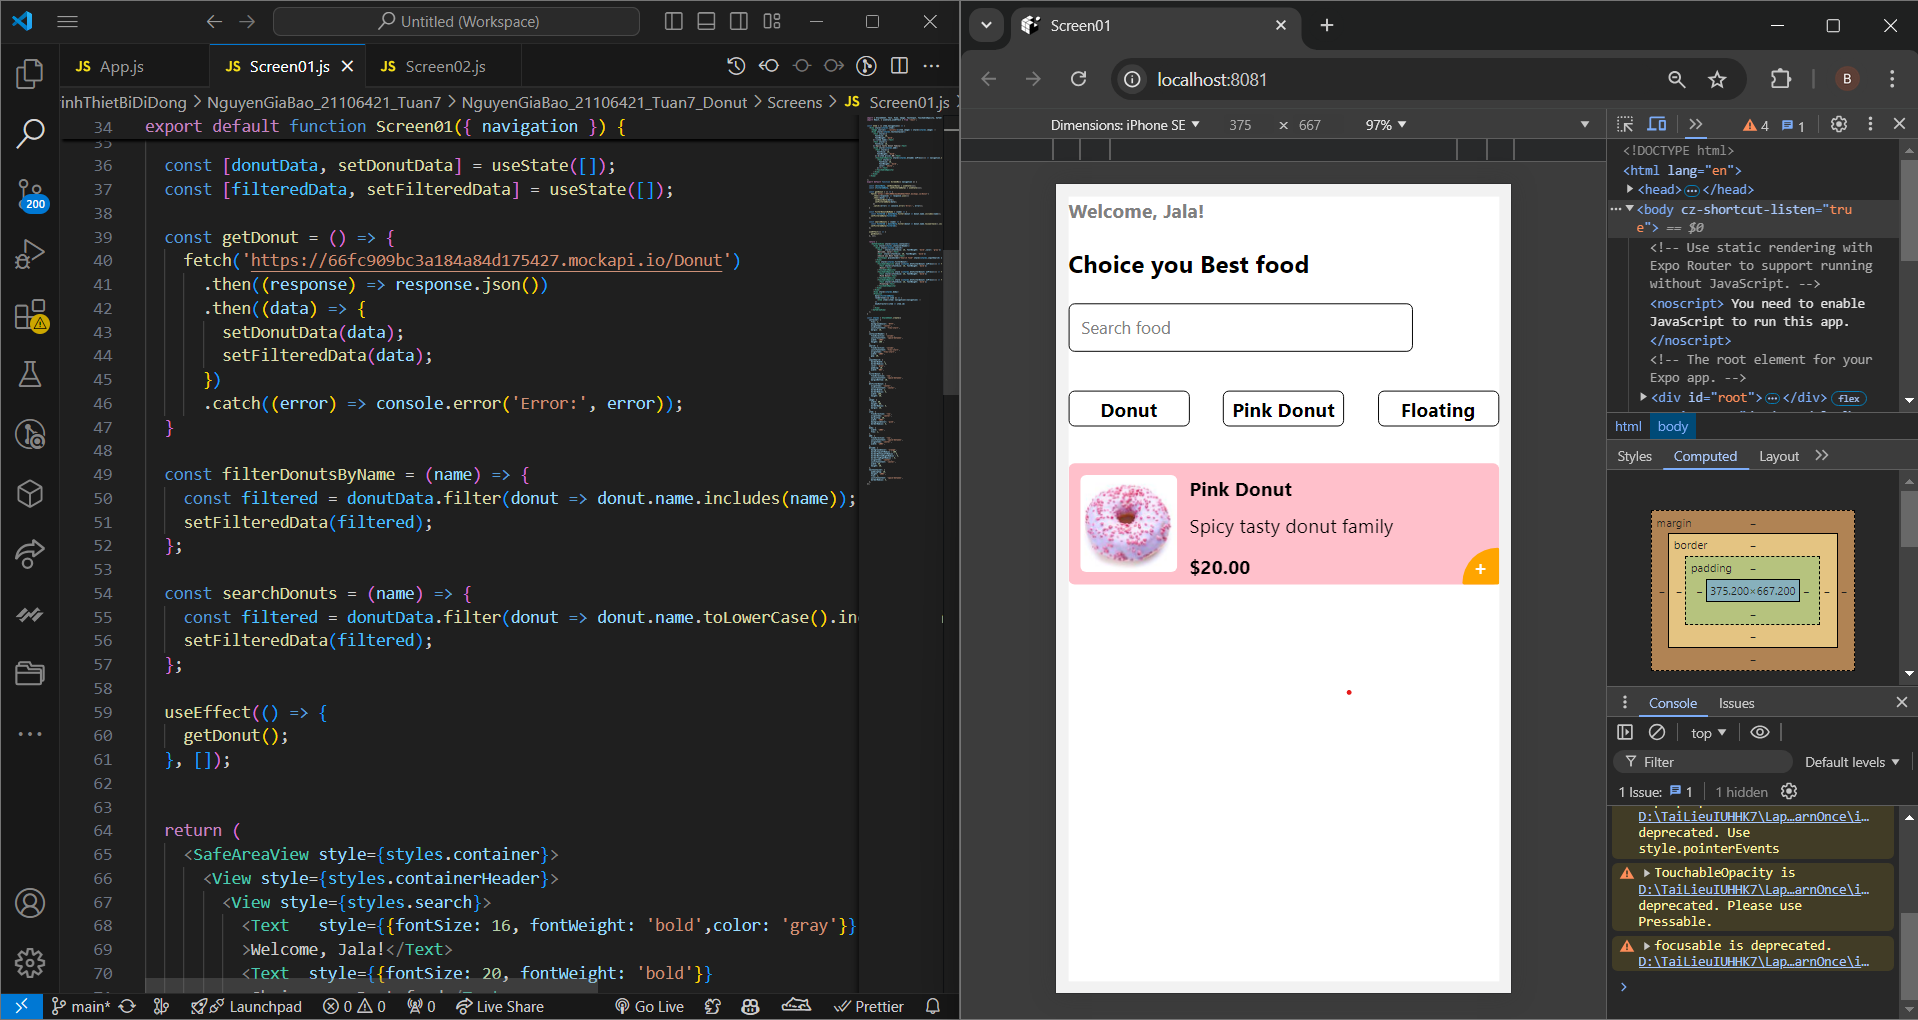 Untitled (Workspace)
JS App.js
JS Screen01.js
JS Screen02.js
inhThietBiDiDong > NguyenGiaBao_21106421_Tuan7 > NguyenGiaBao_21106421_Tuan7_Donut > Screens > JS Screen01.js
34 export default function Screen01({ navigation }) {
35
36 const [donutData, setDonutData] = useState([]);
37 const [filteredData, setFilteredData] = useState([]);
38
39 const getDonut = () => {
40 fetch('https://66fc909bc3a184a84d175427.mockapi.io/Donut')
41 .then((response) => response.json())
42 .then((data) => {
43 setDonutData(data);
44 setFilteredData(data);
45 })
46 .catch((error) => console.error('Error:', error));
47 }
48
49 const filterDonutsByName = (name) => {
50 const filtered = donutData.filter(donut => donut.name.includes(name));
51 setFilteredData(filtered);
52 };
53
54 const searchDonuts = (name) => {
55 const filtered = donutData.filter(donut => donut.name.toLowerCase().in
56 setFilteredData(filtered);
57 };
58
59 useEffect(() => {
60 getDonut();
61 }, []);
62
63
64 return (
65 <SafeAreaView style={styles.container}>
66 <View style={styles.containerHeader}>
67 <View style={styles.search}>
68 <Text style={{fontSize: 16, fontWeight: 'bold',color: 'gray'}}
69 >Welcome, Jala!</Text>
70 <Text style={{fontSize: 20, fontWeight: 'bold'}}
200
main*
Launchpad
0 0
0
Live Share
Go Live
Prettier
Screen01
localhost:8081
B
Dimensions: iPhone SE
375 × 667
97%
Welcome, Jala!
Choice you Best food
Search food
Donut
Pink Donut
Floating
Pink Donut
Spicy tasty donut family
$20.00
+
4
1
<!DOCTYPE html>
<html lang="en">
<head> … </head>
<body cz-shortcut-listen="tru
e"> == $0
<!-- Use static rendering with
Expo Router to support running
without JavaScript. -->
<noscript> You need to enable
JavaScript to run this app.
</noscript>
<!-- The root element for your
Expo app. -->
<div id="root"> … </div> flex
html body
Styles Computed Layout
margin
border
padding
375.200×667.200
Console Issues
top
Filter
Default levels
1 Issue: 1
1 hidden
D:\TaiLieuIUHHK7\Lap…arnOnce\i…
deprecated. Use
style.pointerEvents
TouchableOpacity is
D:\TaiLieuIUHHK7\Lap…arnOnce\i…
deprecated. Please use
Pressable.
focusable is deprecated.
D:\TaiLieuIUHHK7\Lap…arnOnce\i…